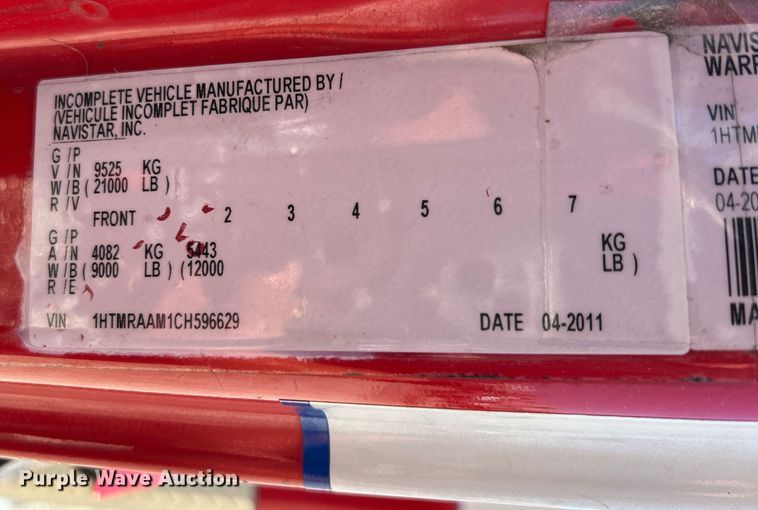 INCOMPLETE VEHICLE MANUFACTURED BY /
(VEHICULE INCOMPLET FABRIQUE PAR)
NAVISTAR, INC.
G / P
V / N 9525 KG
W / B ( 21000 LB )
R / V
FRONT 2 3 4 5 6 7
G / P
A / N 4082 KG 5443 KG
W / B ( 9000 LB ) (12000 LB )
R / E
VIN 1HTMRAAM1CH596629 DATE 04-2011
NAVIS
WARR
VIN
1HTM
DATE
04-20
MA
Purple Wave Auction